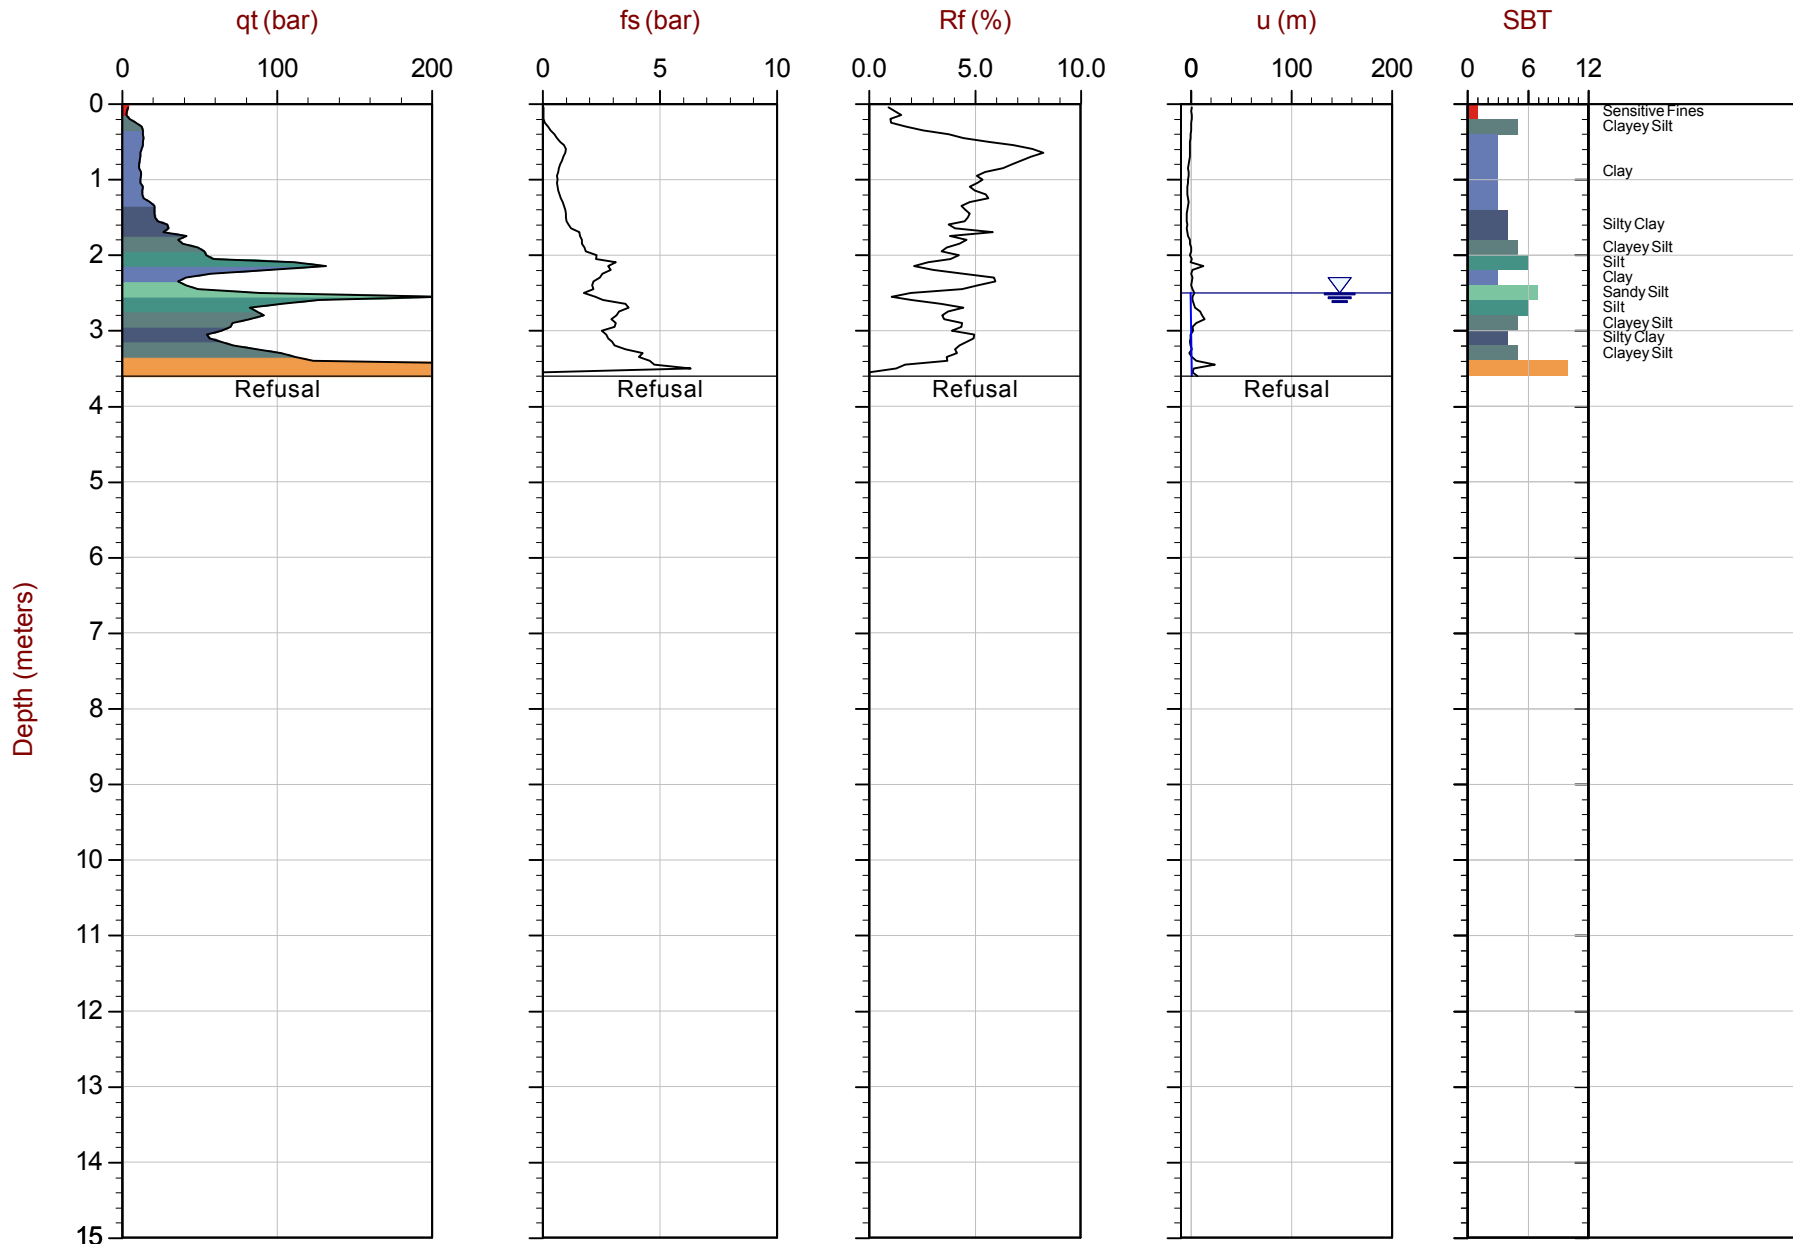 qt (bar) fs (bar) Rf (%) u (m) SBT
0 100 200 0 5 10 0.0 5.0 10.0 0 100 200 0 6 12
0
Sensitive Fines
Clayey Silt
Clay
1
Silty Clay
Clayey Silt
2
Silt
Clay
Sandy Silt
Silt
Clayey Silt
3
Silty Clay
Clayey Silt
Refusal Refusal Refusal Refusal
4
5
6
7
Depth (meters)
8
9
10
11
12
13
14
15